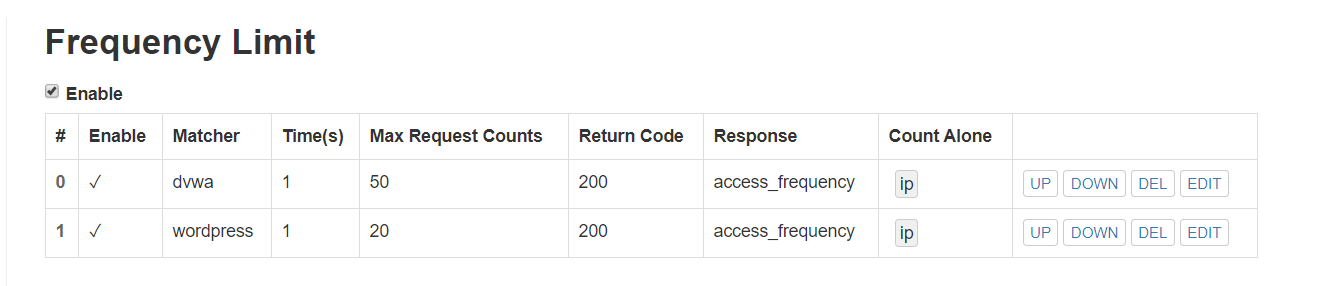 Frequency Limit
Enable
# Enable Matcher Time(s) Max Request Counts Return Code Response Count Alone
0 ✓ dvwa 1 50 200 access_frequency ip UP DOWN DEL EDIT
1 ✓ wordpress 1 20 200 access_frequency ip UP DOWN DEL EDIT